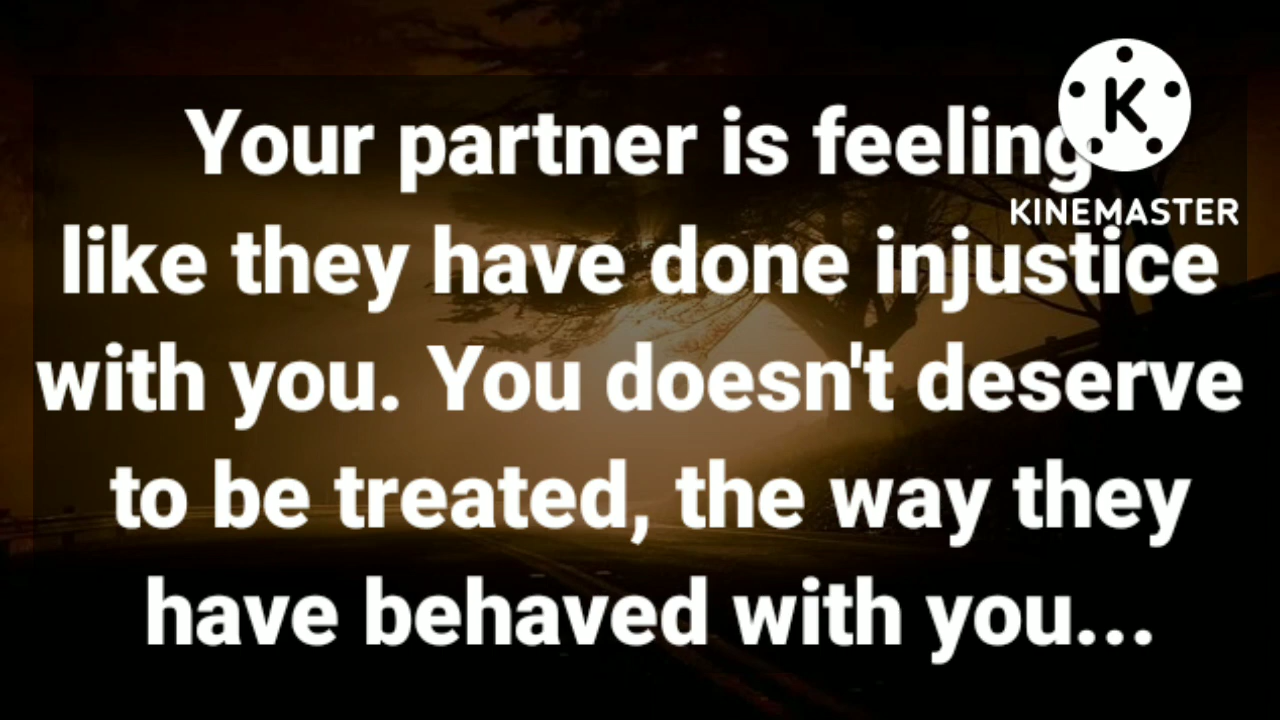 Your partner is feeling
K
KINEMASTER
like they have done injustice
with you. You doesn't deserve
to be treated, the way they
have behaved with you...